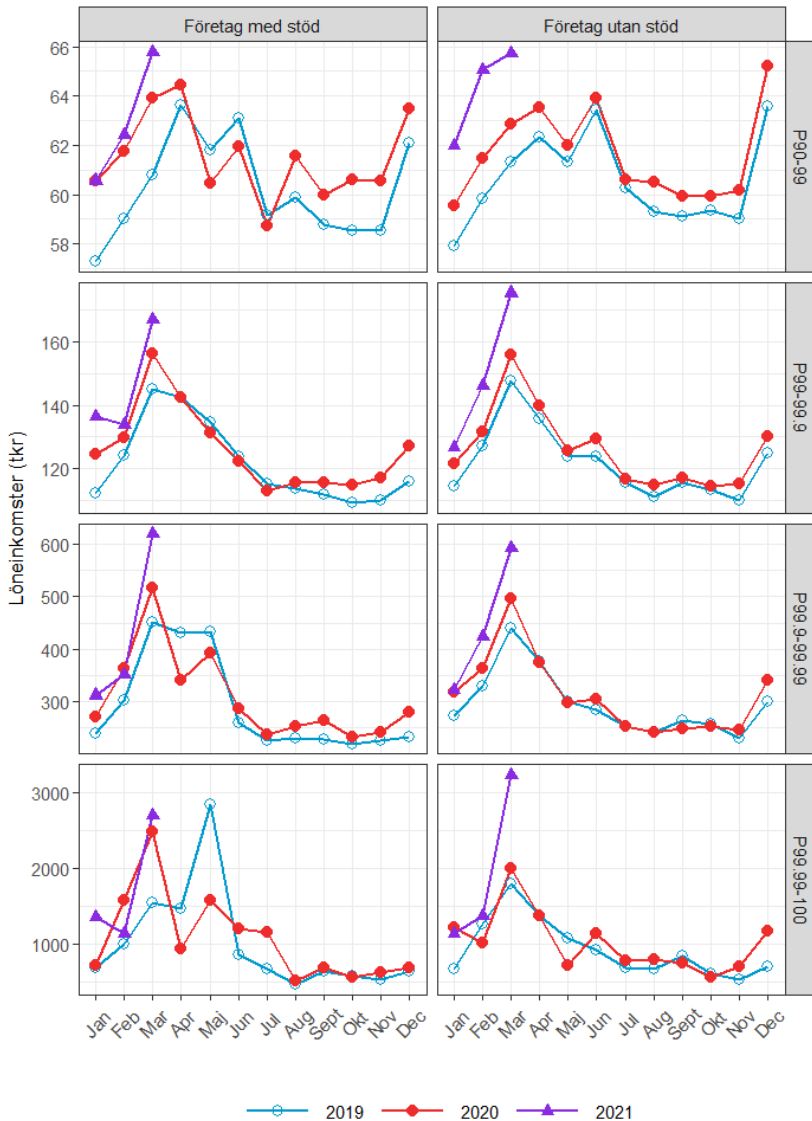 Företag med stöd
Företag utan stöd
Löneinkomster (tkr)
66
64
62
60
58
P90-99
160
140
120
P99-99.9
600
500
400
300
P99.9-99.99
3000
2000
1000
P99.99-100
Jan Feb Mar Apr Maj Jun Jul Aug Sept Okt Nov Dec
Jan Feb Mar Apr Maj Jun Jul Aug Sept Okt Nov Dec
2019 2020 2021